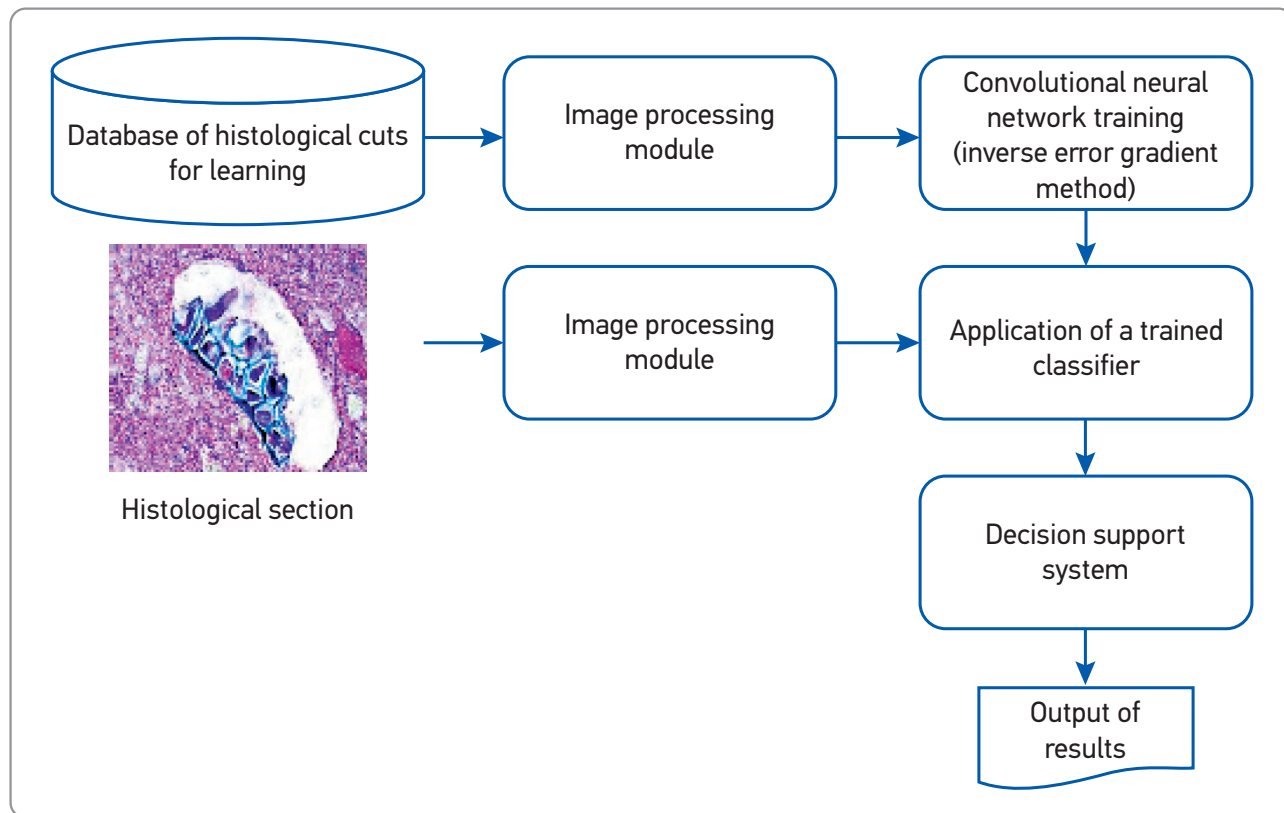 Database of histological cuts
for learning
Image processing
module
Convolutional neural
network training
(inverse error gradient
method)
Histological section
Image processing
module
Application of a trained
classifier
Decision support
system
Output of
results